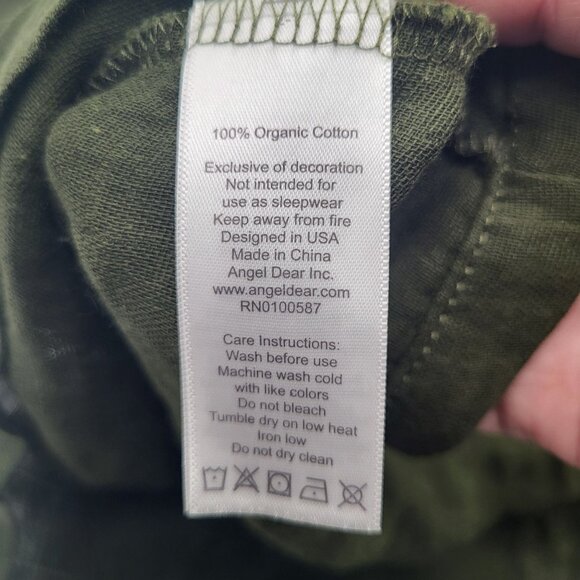 100% Organic Cotton
Exclusive of decoration
Not intended for
use as sleepwear
Keep away from fire
Designed in USA
Made in China
Angel Dear Inc.
www.angeldear.com
RN0100587
Care Instructions:
Wash before use
Machine wash cold
with like colors
Do not bleach
Tumble dry on low heat
Iron low
Do not dry clean